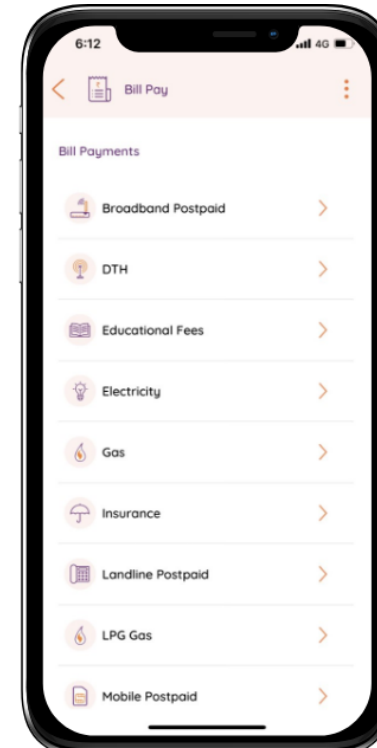 6:12
4G
Bill Pay
Bill Payments
Broadband Postpaid
DTH
Educational Fees
Electricity
Gas
Insurance
Landline Postpaid
LPG Gas
Mobile Postpaid